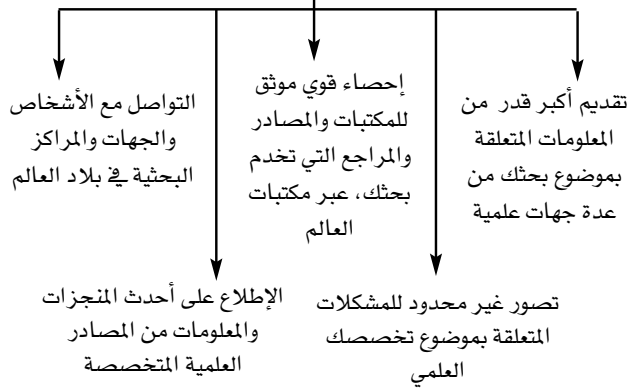 تقديم أكبر قدر من
المعلومات المتعلقة
بموضوع بحثك من
عدة جهات علمية
إحصاء قوي موثق
للمكتبات والمصادر
والمراجع التي تخدم
بحثك، عبر مكتبات
العالم
التواصل مع الأشخاص
والجهات والمراكز
البحثية في بلاد العالم
تصور غير محدود للمشكلات
المتعلقة بموضوع تخصصك
العلمي
الإطلاع على أحدث المنجزات
والمعلومات من المصادر
العلمية المتخصصة